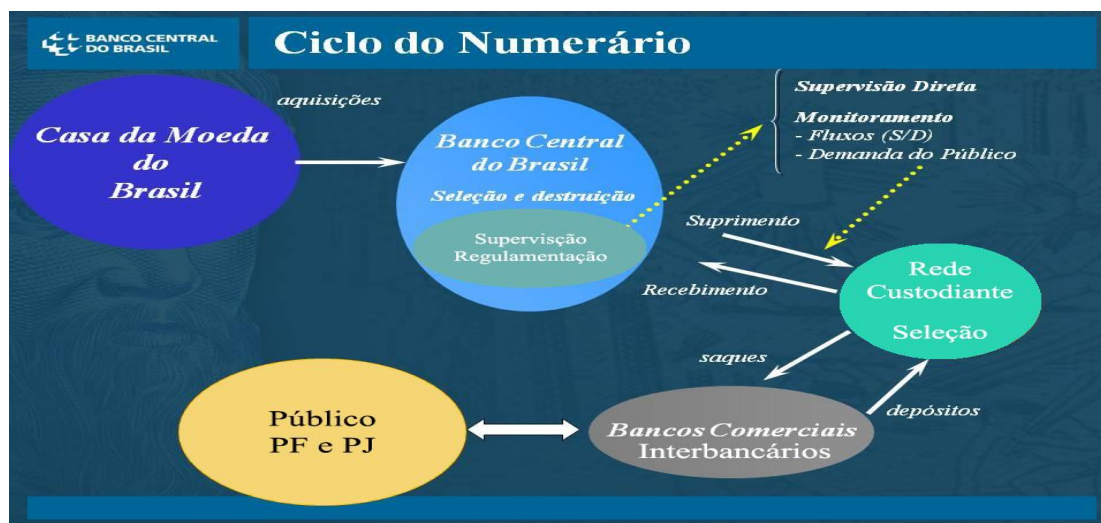 BANCO CENTRAL
DO BRASIL
Ciclo do Numerário
aquisições
Casa da Moeda
do
Brasil
Banco Central
do Brasil
Seleção e destruição
Supervisção
Regulamentação
Supervisão Direta
Monitoramento
- Fluxos (S/D)
- Demanda do Público
Suprimento
Recebimento
Rede
Custodiante
Seleção
saques
depósitos
Público
PF e PJ
Bancos Comerciais
Interbancários